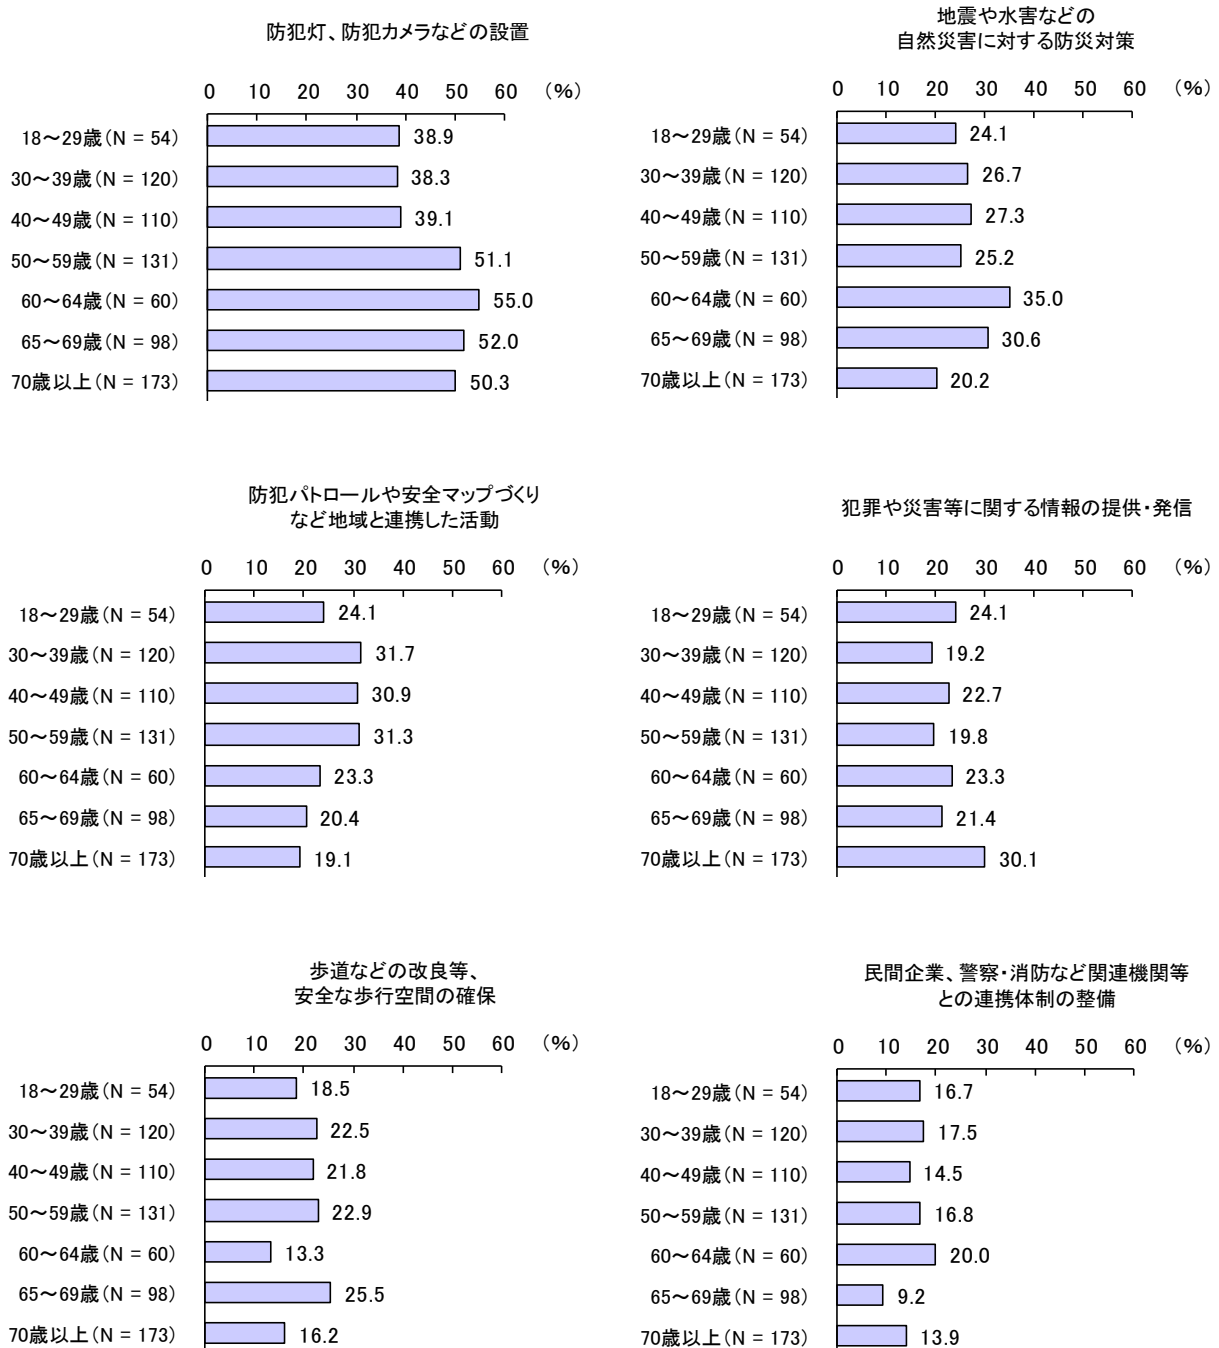 防犯灯、防犯カメラなどの設置
0 10 20 30 40 50 60 (%)
18～29歳(N = 54) 38.9
30～39歳(N = 120) 38.3
40～49歳(N = 110) 39.1
50～59歳(N = 131) 51.1
60～64歳(N = 60) 55.0
65～69歳(N = 98) 52.0
70歳以上(N = 173) 50.3
地震や水害などの
自然災害に対する防災対策
0 10 20 30 40 50 60 (%)
18～29歳(N = 54) 24.1
30～39歳(N = 120) 26.7
40～49歳(N = 110) 27.3
50～59歳(N = 131) 25.2
60～64歳(N = 60) 35.0
65～69歳(N = 98) 30.6
70歳以上(N = 173) 20.2
防犯パトロールや安全マップづくり
など地域と連携した活動
0 10 20 30 40 50 60 (%)
18～29歳(N = 54) 24.1
30～39歳(N = 120) 31.7
40～49歳(N = 110) 30.9
50～59歳(N = 131) 31.3
60～64歳(N = 60) 23.3
65～69歳(N = 98) 20.4
70歳以上(N = 173) 19.1
犯罪や災害等に関する情報の提供・発信
0 10 20 30 40 50 60 (%)
18～29歳(N = 54) 24.1
30～39歳(N = 120) 19.2
40～49歳(N = 110) 22.7
50～59歳(N = 131) 19.8
60～64歳(N = 60) 23.3
65～69歳(N = 98) 21.4
70歳以上(N = 173) 30.1
歩道などの改良等、
安全な歩行空間の確保
0 10 20 30 40 50 60 (%)
18～29歳(N = 54) 18.5
30～39歳(N = 120) 22.5
40～49歳(N = 110) 21.8
50～59歳(N = 131) 22.9
60～64歳(N = 60) 13.3
65～69歳(N = 98) 25.5
70歳以上(N = 173) 16.2
民間企業、警察・消防など関連機関等
との連携体制の整備
0 10 20 30 40 50 60 (%)
18～29歳(N = 54) 16.7
30～39歳(N = 120) 17.5
40～49歳(N = 110) 14.5
50～59歳(N = 131) 16.8
60～64歳(N = 60) 20.0
65～69歳(N = 98) 9.2
70歳以上(N = 173) 13.9